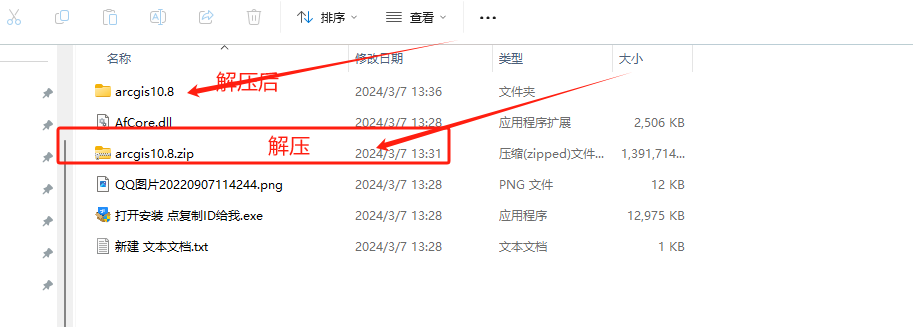 排序 查看
名称 修改日期 类型 大小
arcgis10.8 解压后 2024/3/7 13:36 文件夹
AfCore.dll 2024/3/7 13:28 应用程序扩展 2,506 KB
arcgis10.8.zip 解压 2024/3/7 13:31 压缩(zipped)文件... 1,391,714...
QQ图片20220907114244.png 2024/3/7 13:28 PNG 文件 12 KB
打开安装 点复制ID给我.exe 2024/3/7 13:28 应用程序 12,975 KB
新建 文本文档.txt 2024/3/7 13:28 文本文档 1 KB